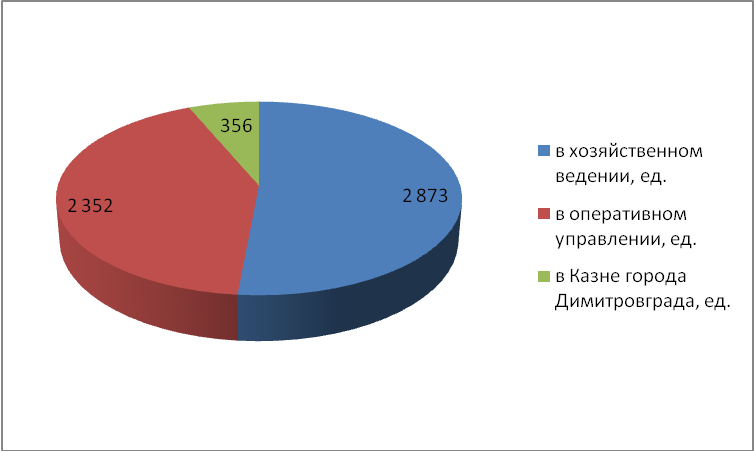 356
2 873
2 352
в хозяйственном
ведении, ед.
в оперативном
управлении, ед.
в Казне города
Димитровграда, ед.